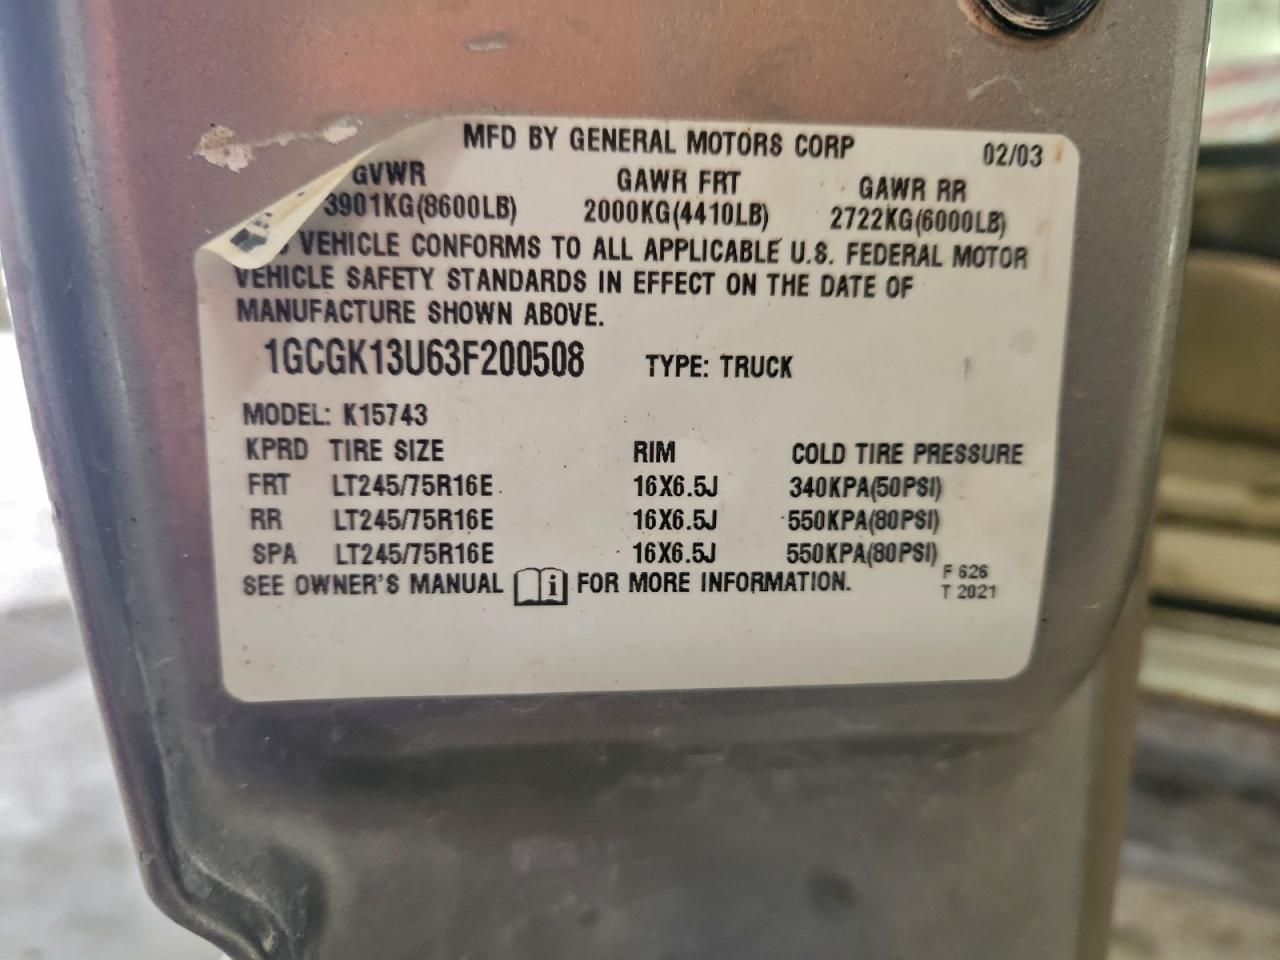 MFD BY GENERAL MOTORS CORP 02/03
GVWR GAWR FRT GAWR RR
3901KG(8600LB) 2000KG(4410LB) 2722KG(6000LB)
VEHICLE CONFORMS TO ALL APPLICABLE U.S. FEDERAL MOTOR
VEHICLE SAFETY STANDARDS IN EFFECT ON THE DATE OF
MANUFACTURE SHOWN ABOVE.
1GCGK13U63F200508 TYPE: TRUCK
MODEL: K15743
KPRD TIRE SIZE RIM COLD TIRE PRESSURE
FRT LT245/75R16E 16X6.5J 340KPA(50PSI)
RR LT245/75R16E 16X6.5J 550KPA(80PSI)
SPA LT245/75R16E 16X6.5J 550KPA(80PSI)
SEE OWNER'S MANUAL i FOR MORE INFORMATION.
F 626
T 2021